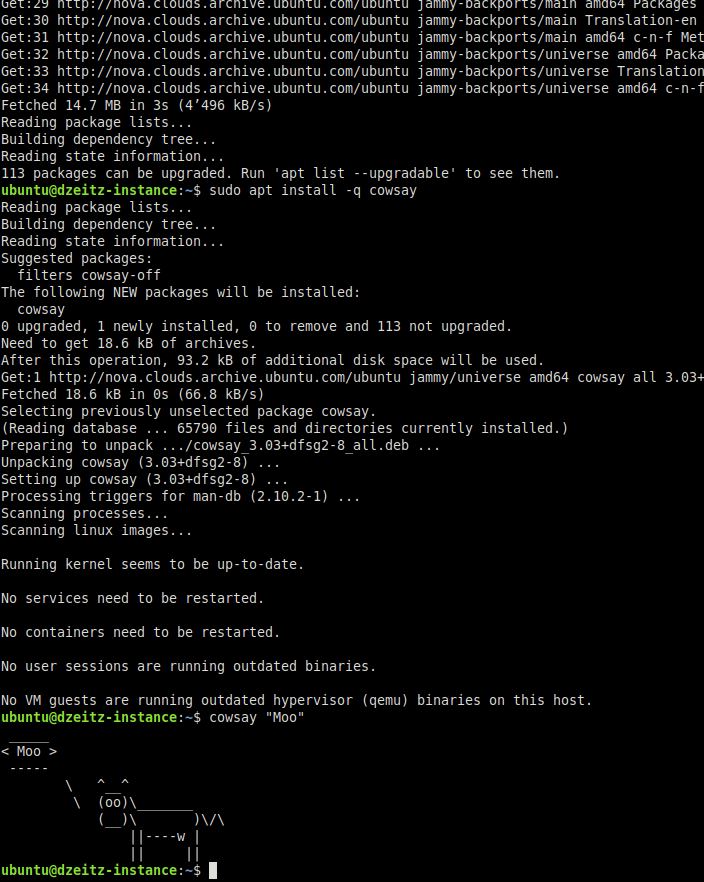 Get:29 http://nova.clouds.archive.ubuntu.com/ubuntu jammy-backports/main amd64 Packages
Get:30 http://nova.clouds.archive.ubuntu.com/ubuntu jammy-backports/main Translation-en
Get:31 http://nova.clouds.archive.ubuntu.com/ubuntu jammy-backports/main amd64 c-n-f Met
Get:32 http://nova.clouds.archive.ubuntu.com/ubuntu jammy-backports/universe amd64 Packa
Get:33 http://nova.clouds.archive.ubuntu.com/ubuntu jammy-backports/universe Translation
Get:34 http://nova.clouds.archive.ubuntu.com/ubuntu jammy-backports/universe amd64 c-n-f
Fetched 14.7 MB in 3s (4’496 kB/s)
Reading package lists...
Building dependency tree...
Reading state information...
113 packages can be upgraded. Run 'apt list --upgradable' to see them.
ubuntu@dzeitz-instance:~$ sudo apt install -q cowsay
Reading package lists...
Building dependency tree...
Reading state information...
Suggested packages:
  filters cowsay-off
The following NEW packages will be installed:
  cowsay
0 upgraded, 1 newly installed, 0 to remove and 113 not upgraded.
Need to get 18.6 kB of archives.
After this operation, 93.2 kB of additional disk space will be used.
Get:1 http://nova.clouds.archive.ubuntu.com/ubuntu jammy/universe amd64 cowsay all 3.03+
Fetched 18.6 kB in 0s (66.8 kB/s)
Selecting previously unselected package cowsay.
(Reading database ... 65790 files and directories currently installed.)
Preparing to unpack .../cowsay_3.03+dfsg2-8_all.deb ...
Unpacking cowsay (3.03+dfsg2-8) ...
Setting up cowsay (3.03+dfsg2-8) ...
Processing triggers for man-db (2.10.2-1) ...
Scanning processes...
Scanning linux images...

Running kernel seems to be up-to-date.

No services need to be restarted.

No containers need to be restarted.

No user sessions are running outdated binaries.

No VM guests are running outdated hypervisor (qemu) binaries on this host.
ubuntu@dzeitz-instance:~$ cowsay "Moo"
 _____
< Moo >
 -----
        \   ^__^
         \  (oo)\_______
            (__)\       )\/\
                ||----w |
                ||     ||
ubuntu@dzeitz-instance:~$